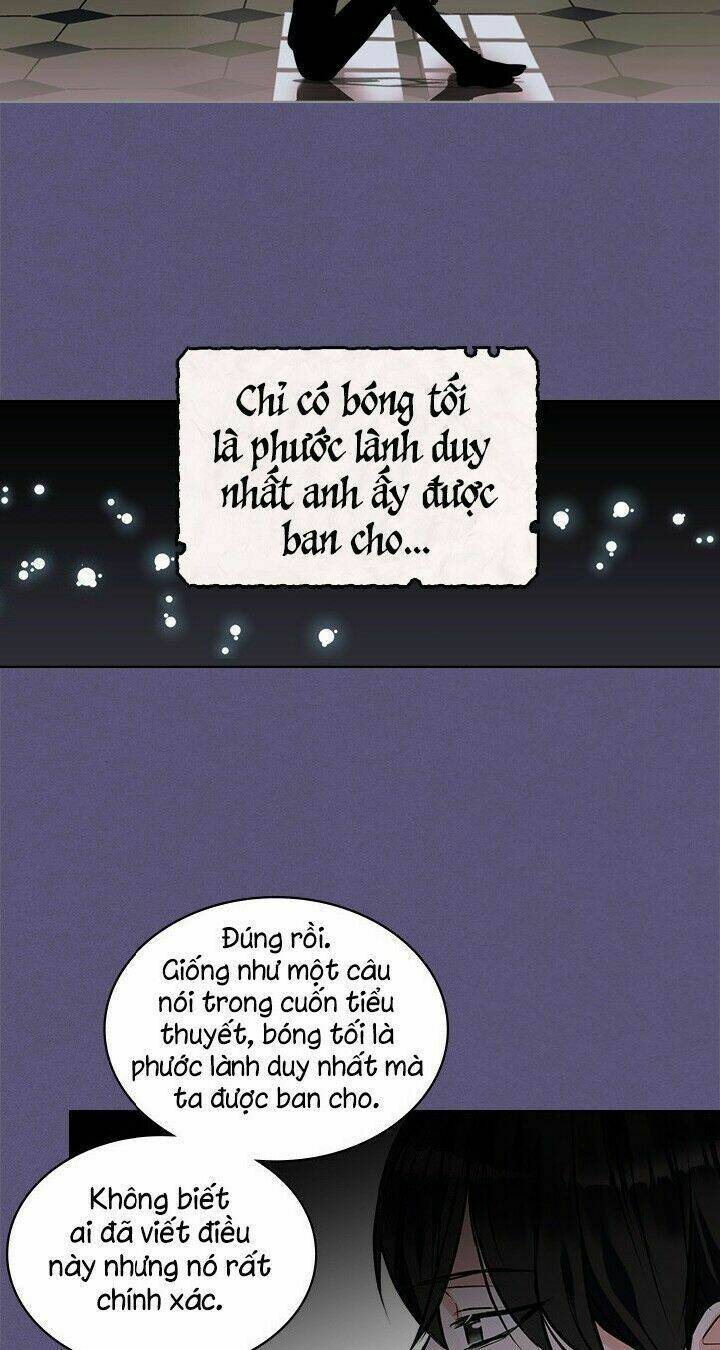 Chỉ có bóng tối
là phước lành duy
nhất anh ấy được
ban cho...
Đúng rồi.
Giống như một câu
nói trong cuốn tiểu
thuyết, bóng tối là
phước lành duy nhất mà
ta được ban cho.
Không biết
ai đã viết điều
này nhưng nó rất
chính xác.